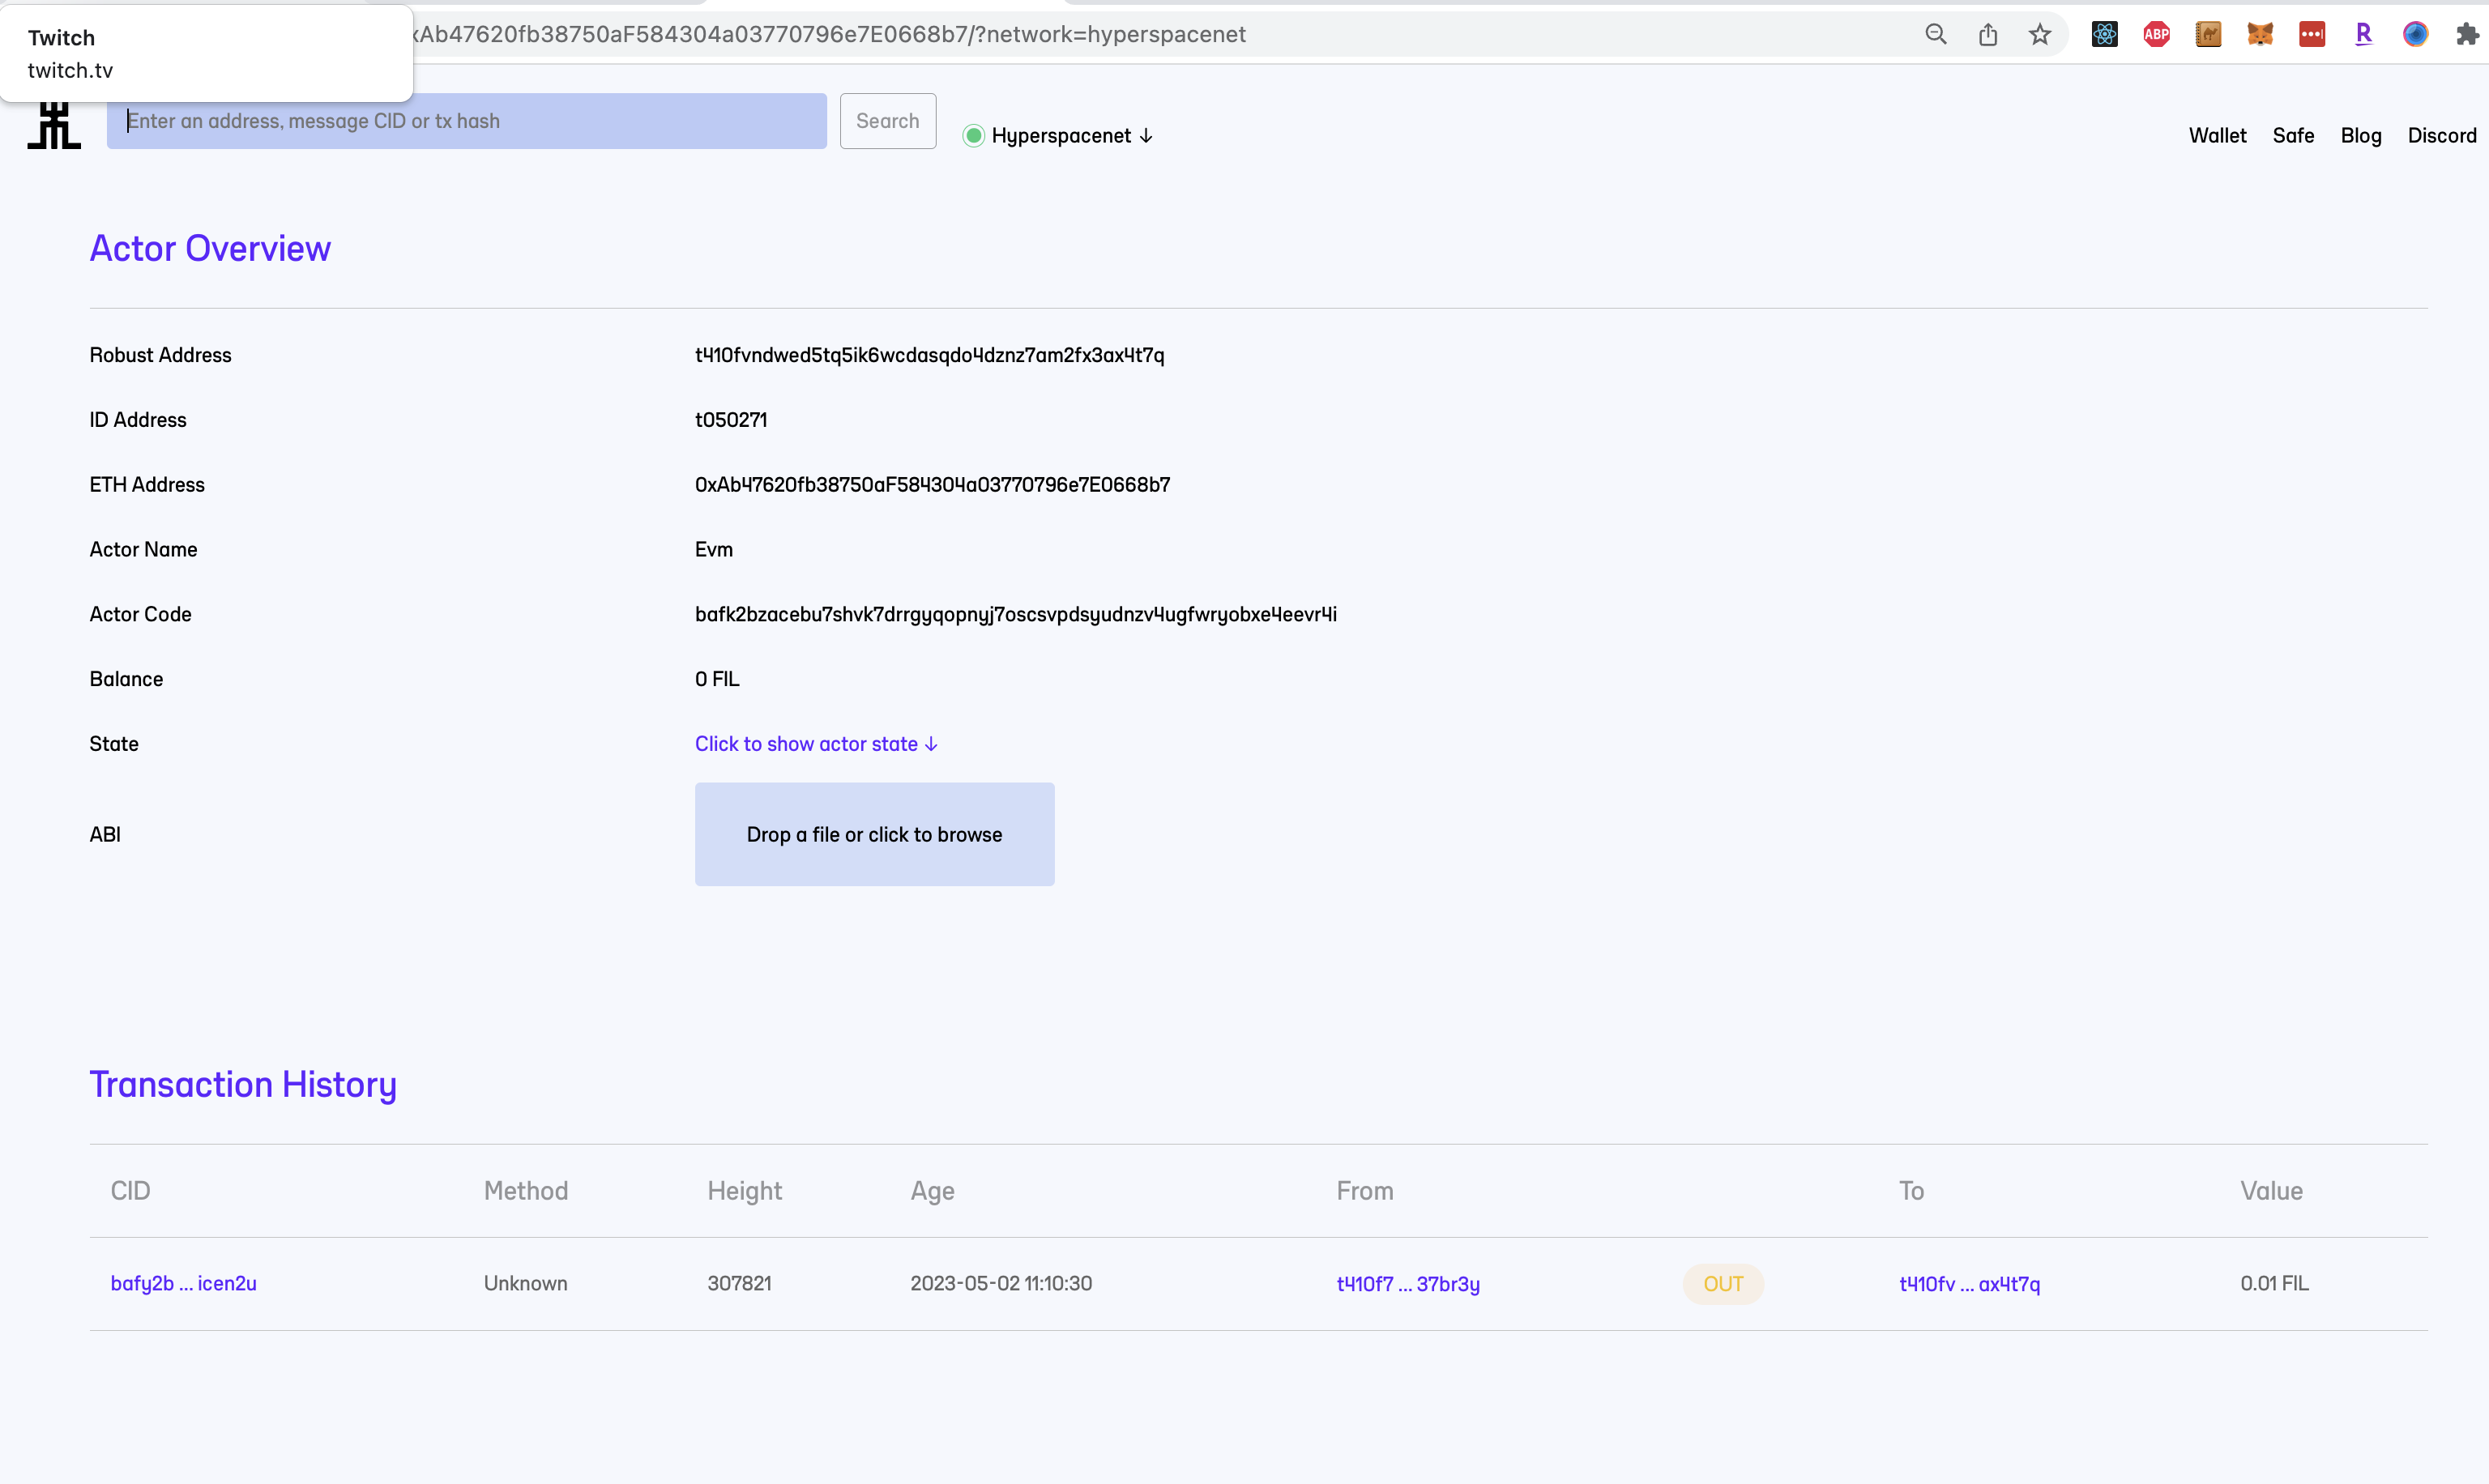 Twitch
twitch.tv
xAb47620fb38750aF584304a03770796e7E0668b7/?network=hyperspacenet
ABP
R
Enter an address, message CID or tx hash
Search
Hyperspacenet ↓
Wallet Safe Blog Discord
Actor Overview
Robust Address t410fvndwed5tq5ik6wcdasqdo4dznz7am2fx3ax4t7q
ID Address t050271
ETH Address 0xAb47620fb38750aF584304a03770796e7E0668b7
Actor Name Evm
Actor Code bafk2bzacebu7shvk7drrgyqopnyj7oscsvpdsyudnzv4ugfwryobxe4eevr4i
Balance 0 FIL
State Click to show actor state ↓
ABI Drop a file or click to browse
Transaction History
CID Method Height Age From To Value
bafy2b ... icen2u Unknown 307821 2023-05-02 11:10:30 t410f7 ... 37br3y OUT t410fv ... ax4t7q 0.01 FIL